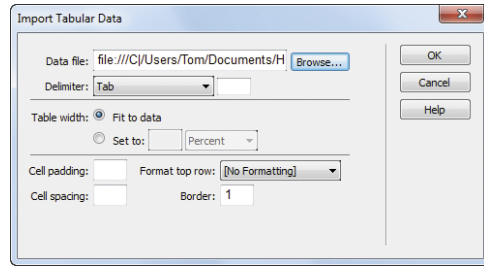 Import Tabular Data
Data file: file:///C|/Users/Tom/Documents/H Browse... OK
Delimiter: Tab Cancel
Table width: Fit to data Help
Set to: Percent
Cell padding: Format top row: [No Formatting]
Cell spacing: Border: 1